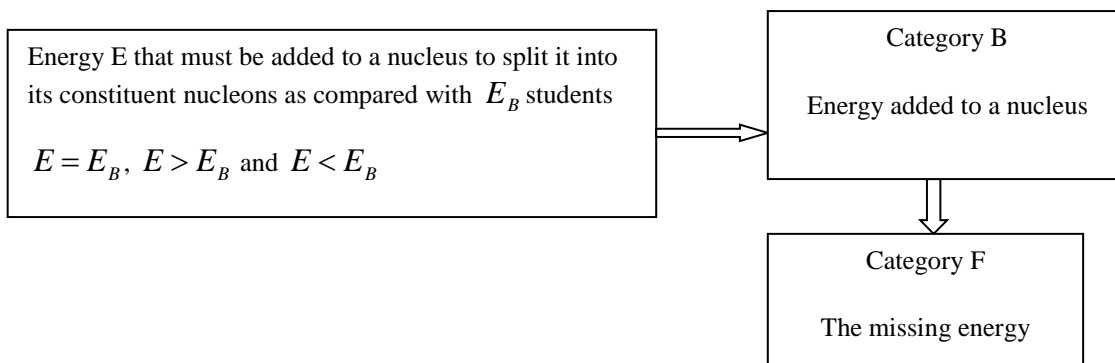 Energy E that must be added to a nucleus to split it into
its constituent nucleons as compared with E_B students
E = E_B, E > E_B and E < E_B
Category B
Energy added to a nucleus
Category F
The missing energy